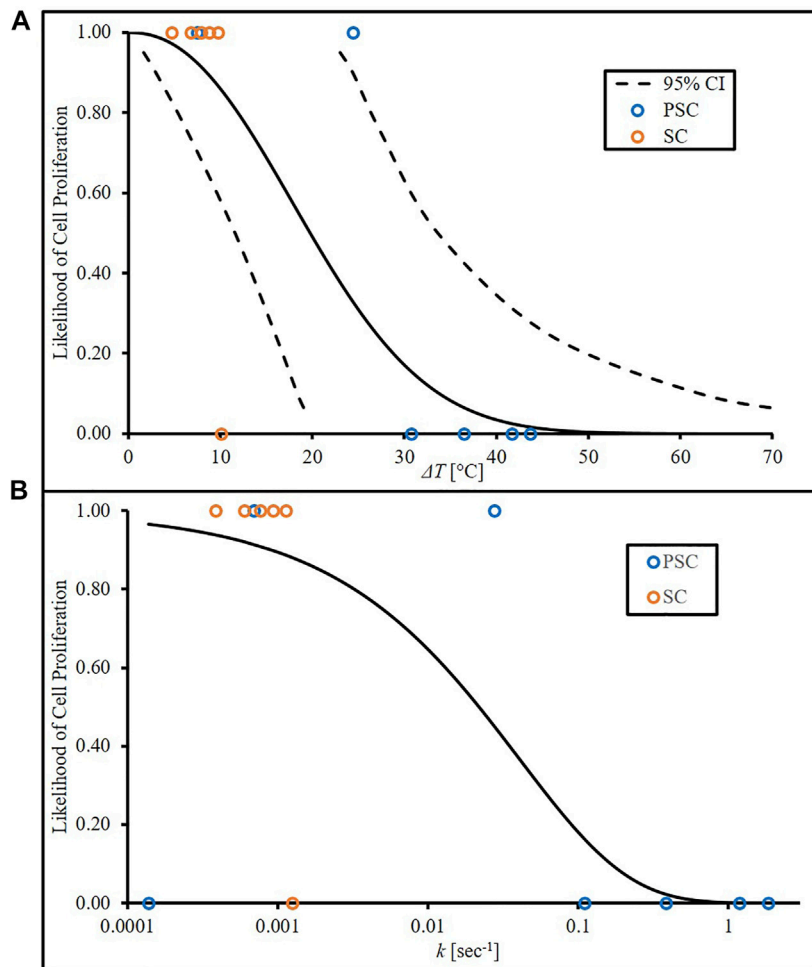 A
Likelihood of Cell Proliferation
1.00
0.80
0.60
0.40
0.20
0.00
0 10 20 30 40 50 60 70
ΔT [°C]
95% CI
PSC
SC
B
Likelihood of Cell Proliferation
1.00
0.80
0.60
0.40
0.20
0.00
0.0001 0.001 0.01 0.1 1
k [sec⁻¹]
PSC
SC